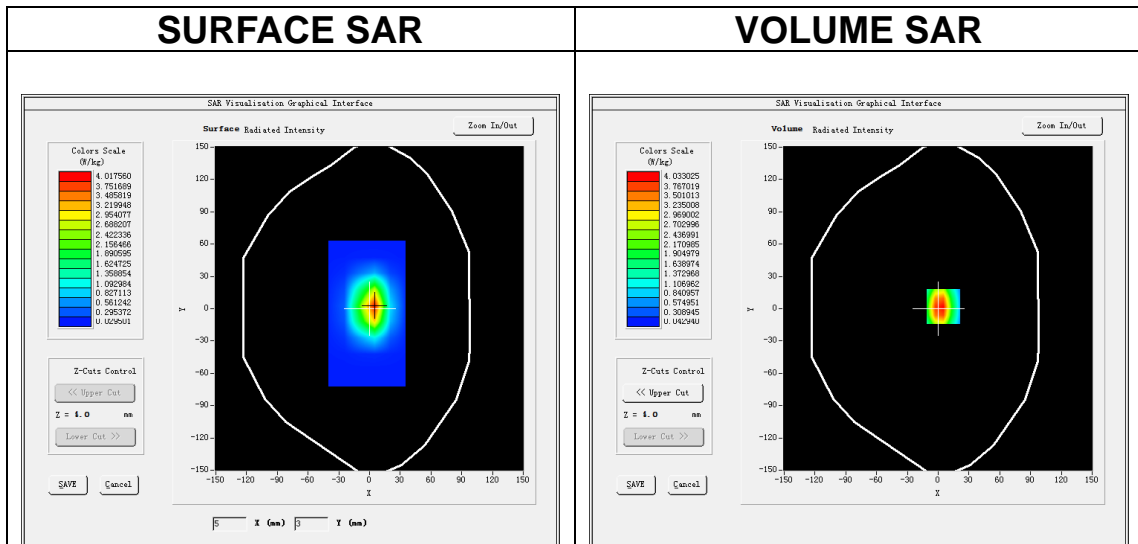 SURFACE SAR
VOLUME SAR
SAR Visualisation Graphical Interface
Surface Radiated Intensity
Zoom In/Out
Colors Scale
(W/kg)
4.017560
3.751689
3.485819
3.219948
2.954077
2.688207
2.422336
2.156466
1.890595
1.624725
1.358854
1.092984
0.827113
0.561242
0.295372
0.029501
Z-Cuts Control
<< Upper Cut
Z = 4.0 mm
Lower Cut >>
SAVE
Cancel
150
120
90
60
30
0
-30
-60
-90
-120
-150
Y
-150 -120 -90 -60 -30 0 30 60 90 120 150
X
5 X (mm) 3 Y (mm)
SAR Visualisation Graphical Interface
Volume Radiated Intensity
Zoom In/Out
Colors Scale
(W/kg)
4.033025
3.767019
3.501013
3.235008
2.969002
2.702996
2.436991
2.170985
1.904979
1.638974
1.372968
1.106962
0.840957
0.574951
0.308945
0.042940
Z-Cuts Control
<< Upper Cut
Z = 4.0 mm
Lower Cut >>
SAVE
Cancel
150
120
90
60
30
0
-30
-60
-90
-120
-150
Y
-150 -120 -90 -60 -30 0 30 60 90 120 150
X